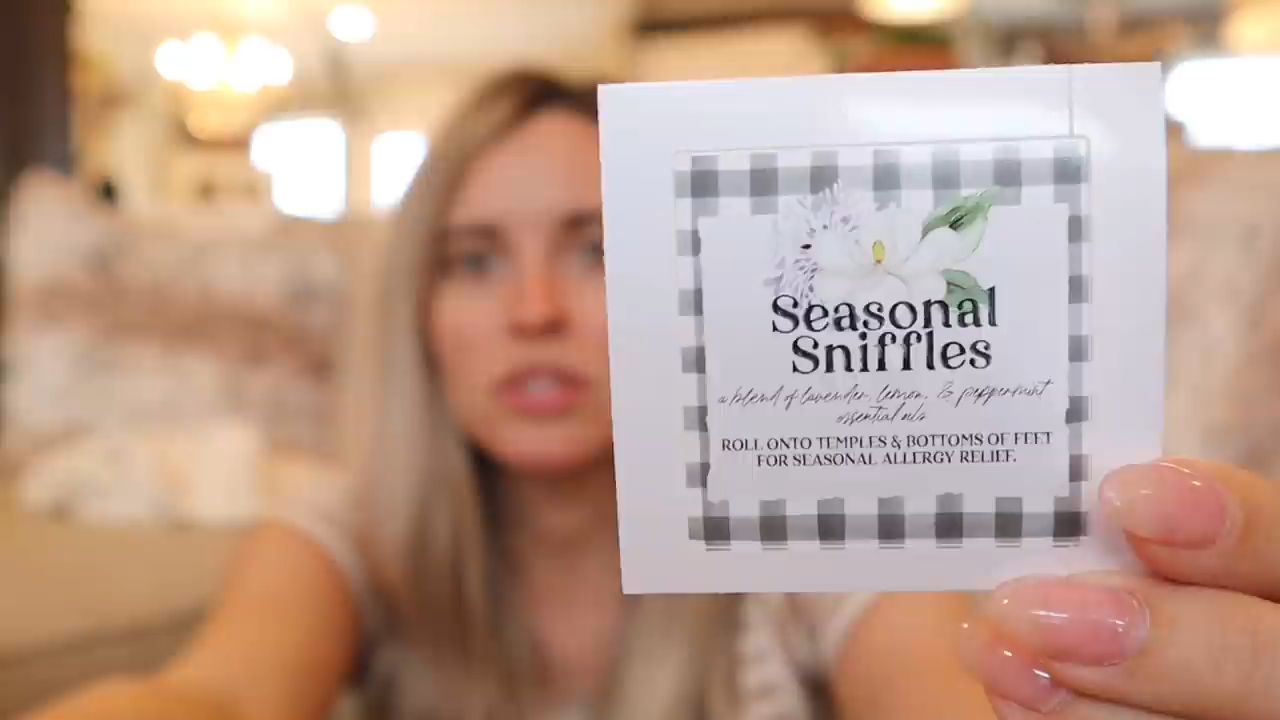 Seasonal
Sniffles
a blend of lavender, lemon, & peppermint
essential oils
ROLL ONTO TEMPLES & BOTTOMS OF FEET
FOR SEASONAL ALLERGY RELIEF.